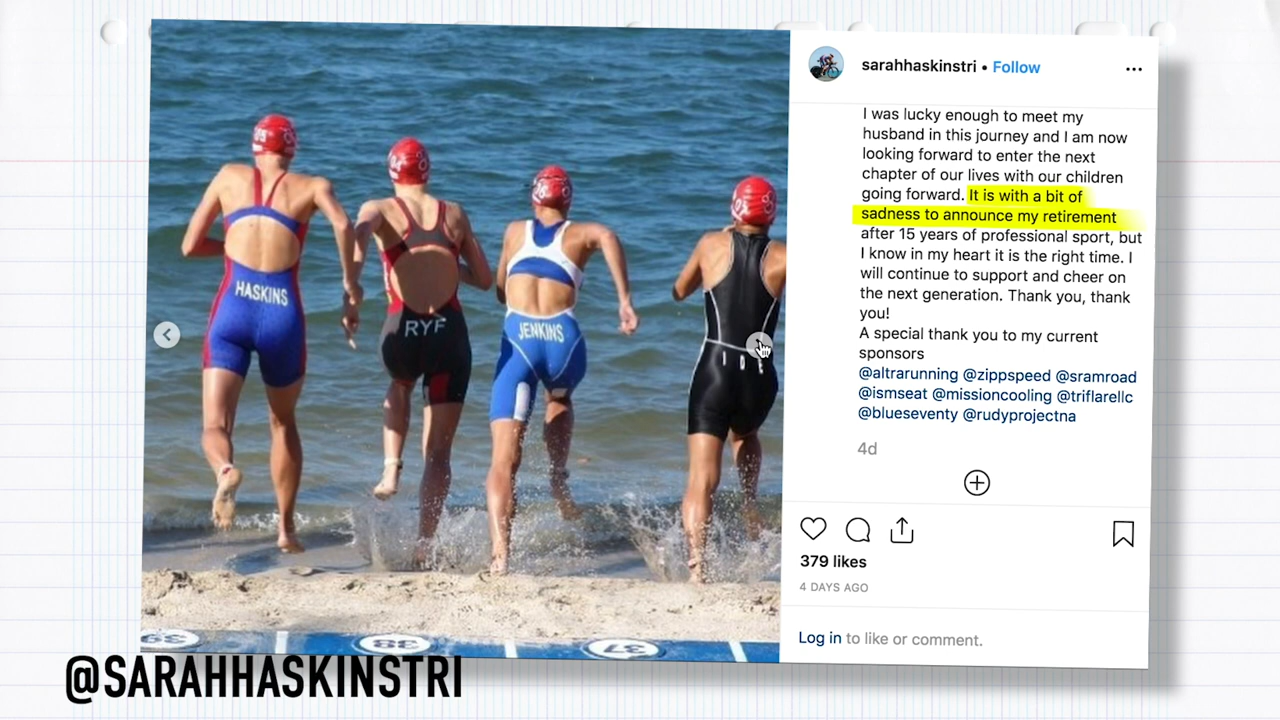 sarahhaskinstri • Follow
I was lucky enough to meet my
husband in this journey and I am now
looking forward to enter the next
chapter of our lives with our children
going forward. It is with a bit of
sadness to announce my retirement
after 15 years of professional sport, but
I know in my heart it is the right time. I
will continue to support and cheer on
the next generation. Thank you, thank
you!
A special thank you to my current
sponsors
@altrarunning @zippspeed @sramroad
@ismseat @missioncooling @triflarellc
@blueseventy @rudyprojectna
4d
379 likes
4 DAYS AGO
Log in to like or comment.
HASKINS
RYF
JENKINS
39
38
37
@SARAHHASKINSTRI